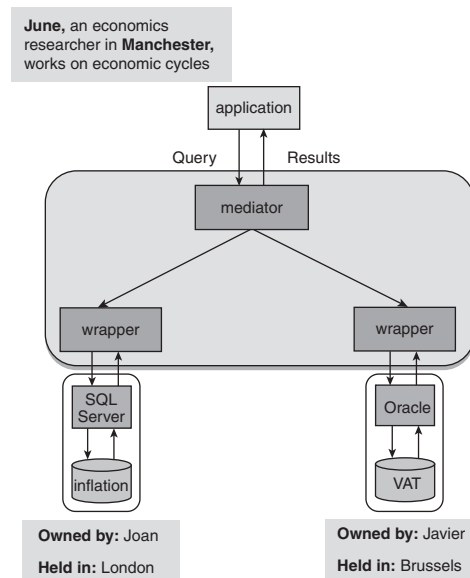 June, an economics
researcher in Manchester,
works on economic cycles
application
Query
Results
mediator
wrapper
wrapper
SQL
Server
Oracle
inflation
VAT
Owned by: Joan
Held in: London
Owned by: Javier
Held in: Brussels